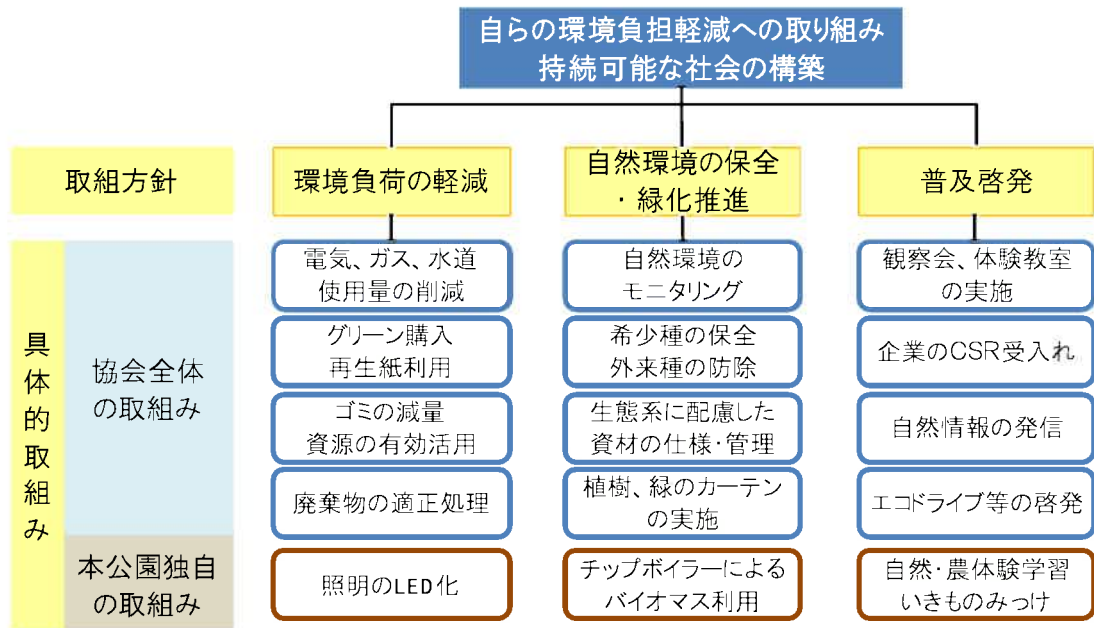 自らの環境負担軽減への取り組み
持続可能な社会の構築
取組方針
環境負荷の軽減
自然環境の保全
・緑化推進
普及啓発
具体的取組み
協会全体
の取組み
電気、ガス、水道
使用量の削減
自然環境の
モニタリング
観察会、体験教室
の実施
グリーン購入
再生紙利用
希少種の保全
外来種の防除
企業のCSR受入れ
ゴミの減量
資源の有効活用
生態系に配慮した
資材の仕様・管理
自然情報の発信
廃棄物の適正処理
植樹、緑のカーテン
の実施
エコドライブ等の啓発
本公園独自
の取組み
照明のLED化
チップボイラーによる
バイオマス利用
自然・農体験学習
いきものみっけ